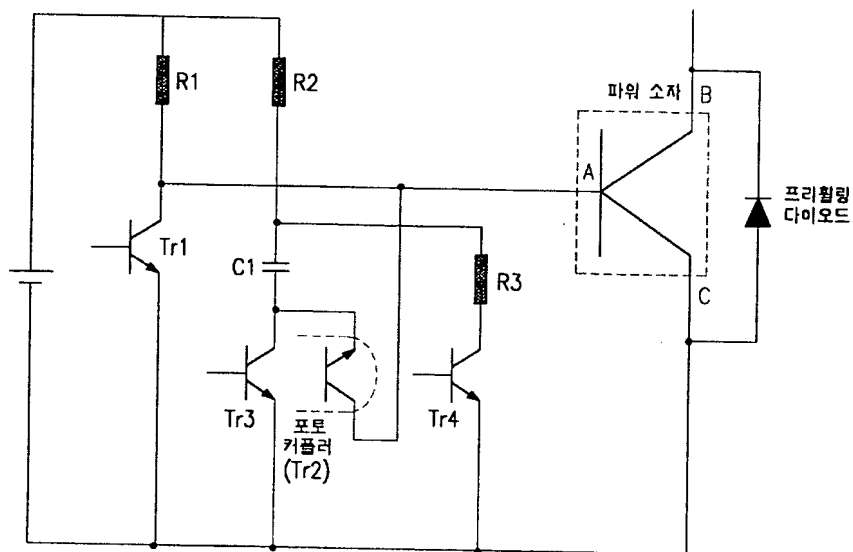 R1
R2
파워 소자
B
A
프리휠링
다이오드
Tr1
C1
R3
C
Tr3
Tr4
포토
커플러
(Tr2)